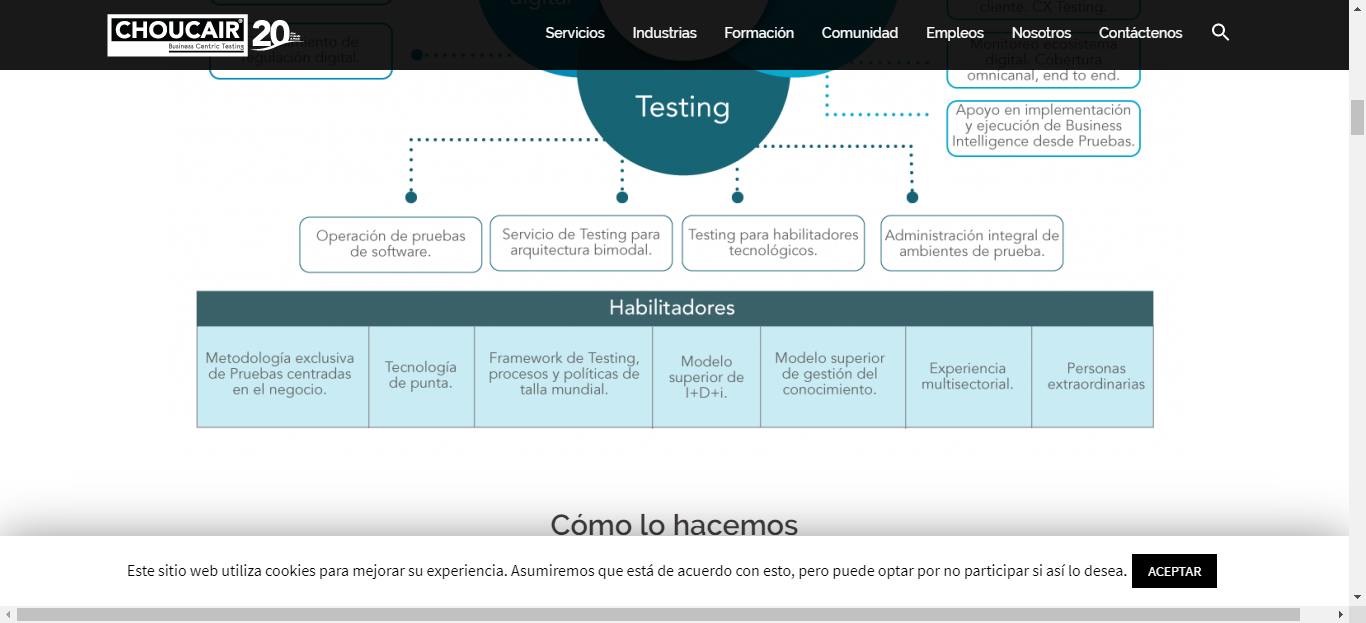 CHOUCAIR
Business Centric Testing
20
Servicios
Industrias
Formación
Comunidad
Empleos
Nosotros
Contáctenos
digital
cliente. CX Testing.
regulación digital.
Monitoreo ecosistema
digital. Cobertura
omnicanal, end to end.
Testing
Apoyo en implementación
y ejecución de Business
Intelligence desde Pruebas.
Operación de pruebas
de software.
Servicio de Testing para
arquitectura bimodal.
Testing para habilitadores
tecnológicos.
Administración integral de
ambientes de prueba.
Habilitadores
Metodología exclusiva
de Pruebas centradas
en el negocio.
Tecnología
de punta.
Framework de Testing,
procesos y políticas de
talla mundial.
Modelo
superior de
I+D+i.
Modelo superior
de gestión del
conocimiento.
Experiencia
multisectorial.
Personas
extraordinarias
Cómo lo hacemos
Este sitio web utiliza cookies para mejorar su experiencia. Asumiremos que está de acuerdo con esto, pero puede optar por no participar si así lo desea.
ACEPTAR